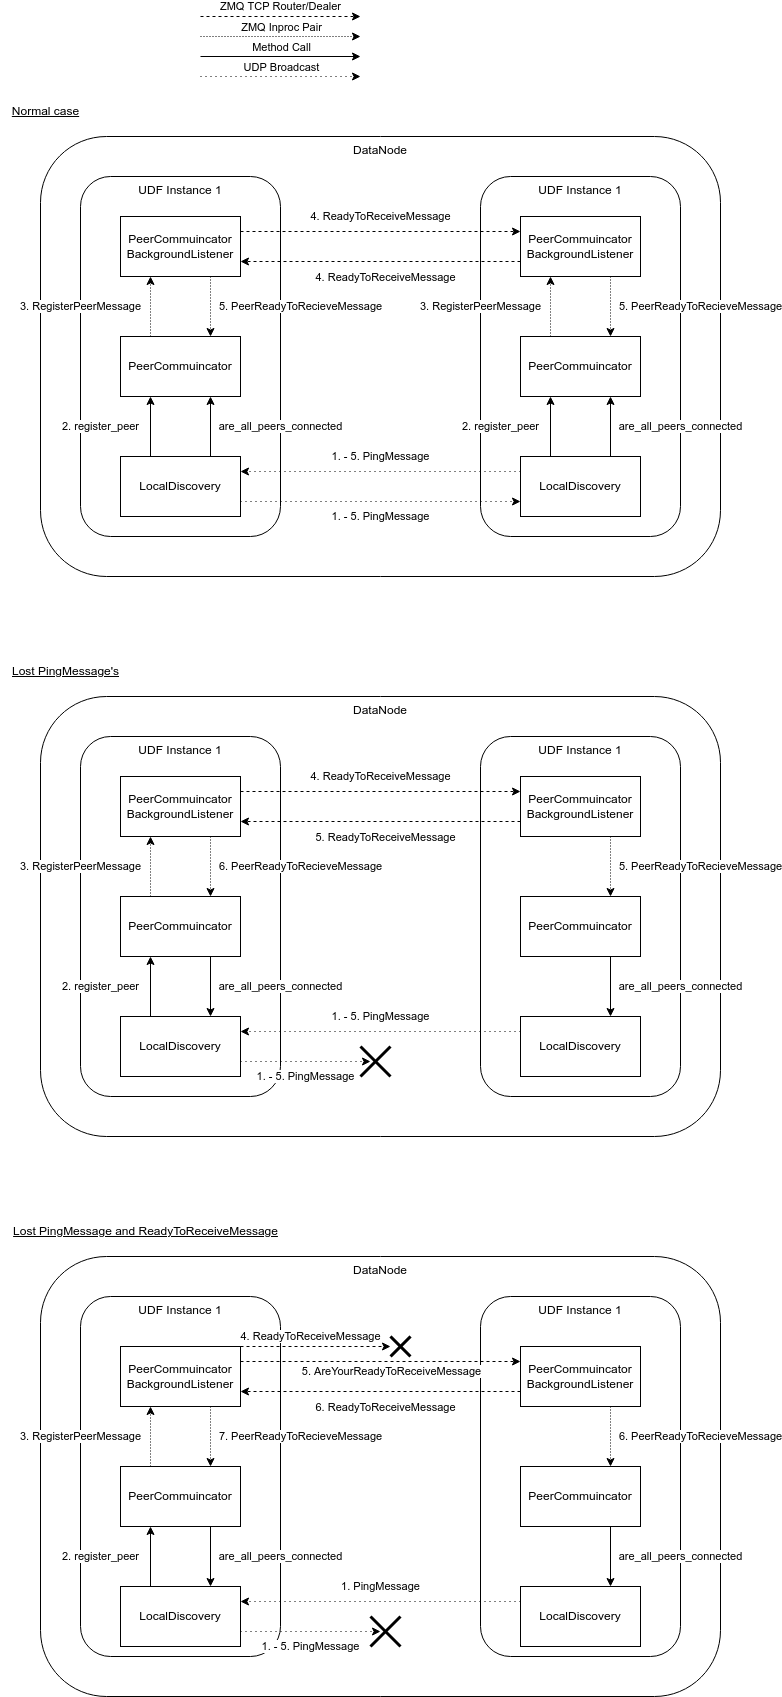 ZMQ TCP Router/Dealer
ZMQ Inproc Pair
Method Call
UDP Broadcast
Normal case
DataNode
UDF Instance 1
UDF Instance 1
PeerCommuincator
BackgroundListener
4. ReadyToReceiveMessage
PeerCommuincator
BackgroundListener
4. ReadyToReceiveMessage
3. RegisterPeerMessage
5. PeerReadyToRecieveMessage
3. RegisterPeerMessage
5. PeerReadyToRecieveMessage
PeerCommuincator
PeerCommuincator
2. register_peer
are_all_peers_connected
2. register_peer
are_all_peers_connected
1. - 5. PingMessage
LocalDiscovery
LocalDiscovery
1. - 5. PingMessage
Lost PingMessage's
DataNode
UDF Instance 1
UDF Instance 1
4. ReadyToReceiveMessage
PeerCommuincator
BackgroundListener
PeerCommuincator
BackgroundListener
5. ReadyToReceiveMessage
3. RegisterPeerMessage
6. PeerReadyToRecieveMessage
5. PeerReadyToRecieveMessage
PeerCommuincator
PeerCommuincator
2. register_peer
are_all_peers_connected
are_all_peers_connected
1. - 5. PingMessage
LocalDiscovery
LocalDiscovery
1. - 5. PingMessage
Lost PingMessage and ReadyToReceiveMessage
DataNode
UDF Instance 1
UDF Instance 1
4. ReadyToReceiveMessage
PeerCommuincator
BackgroundListener
5. AreYourReadyToReceiveMessage
PeerCommuincator
BackgroundListener
6. ReadyToReceiveMessage
3. RegisterPeerMessage
7. PeerReadyToRecieveMessage
6. PeerReadyToRecieveMessage
PeerCommuincator
PeerCommuincator
2. register_peer
are_all_peers_connected
are_all_peers_connected
1. PingMessage
LocalDiscovery
LocalDiscovery
1. - 5. PingMessage